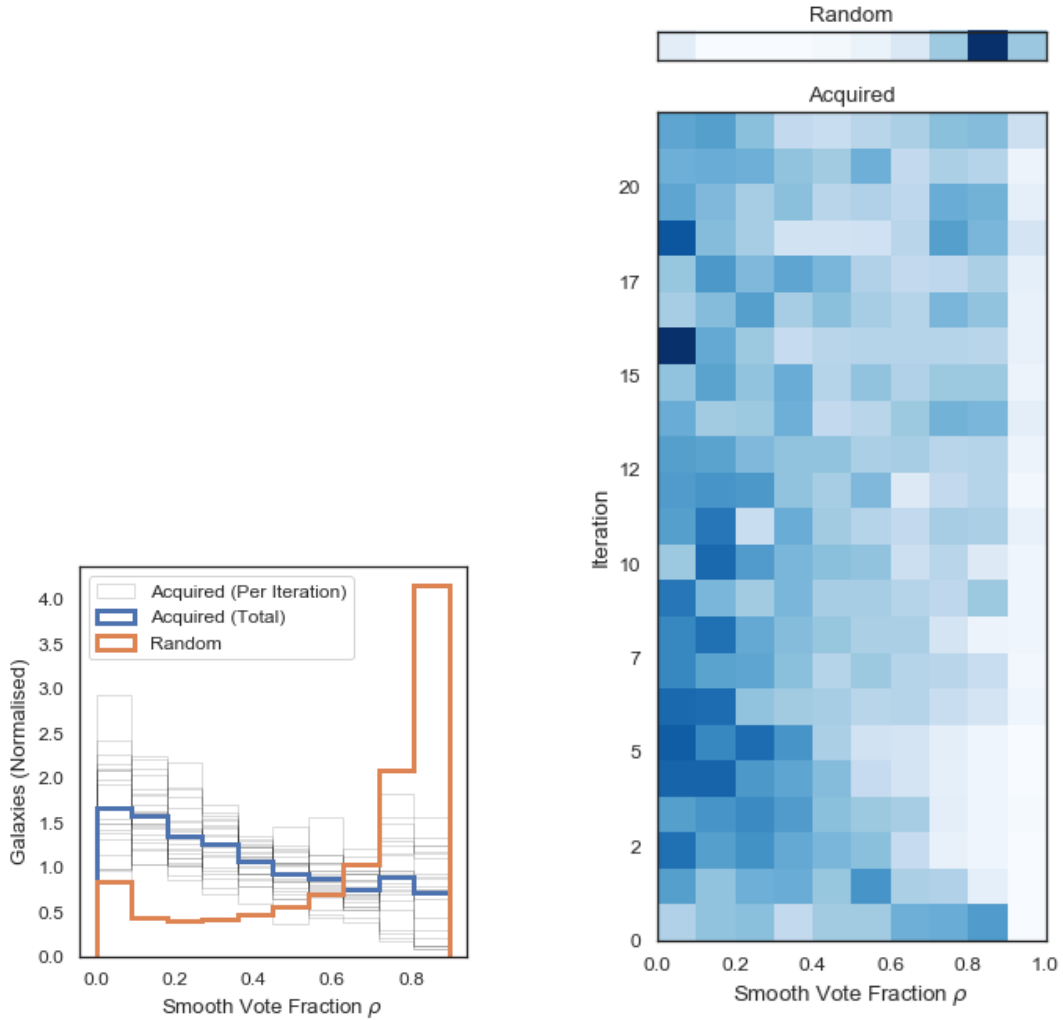 Random
Acquired
20
17
15
12
10
7
5
2
0
Iteration
0.0 0.2 0.4 0.6 0.8 1.0
Smooth Vote Fraction ρ
Acquired (Per Iteration)
Acquired (Total)
Random
4.0
3.5
3.0
2.5
2.0
1.5
1.0
0.5
0.0
Galaxies (Normalised)
0.0 0.2 0.4 0.6 0.8
Smooth Vote Fraction ρ